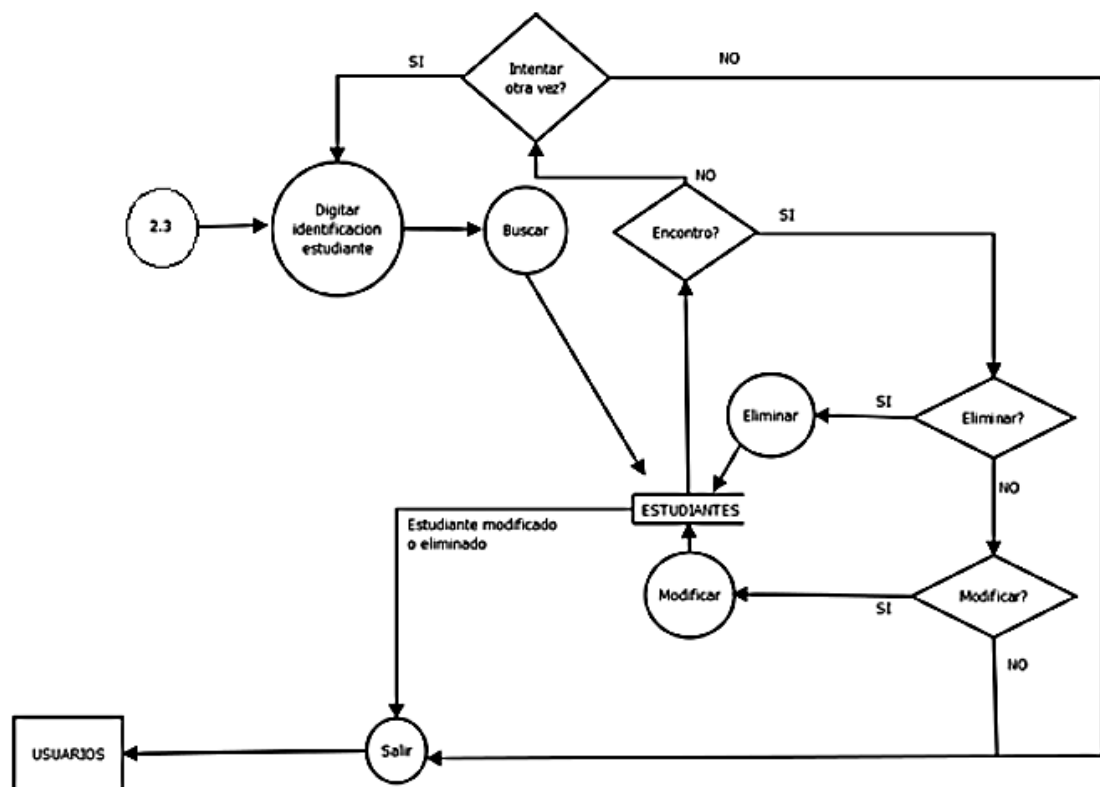 SI
Intentar
otra vez?
NO
2.3
Digitar
identificacion
estudiante
Buscar
NO
Encontro?
SI
Eliminar
SI
Eliminar?
NO
ESTUDIANTES
Estudiante modificado
o eliminado
Modificar
SI
Modificar?
NO
USUARIOS
Salir